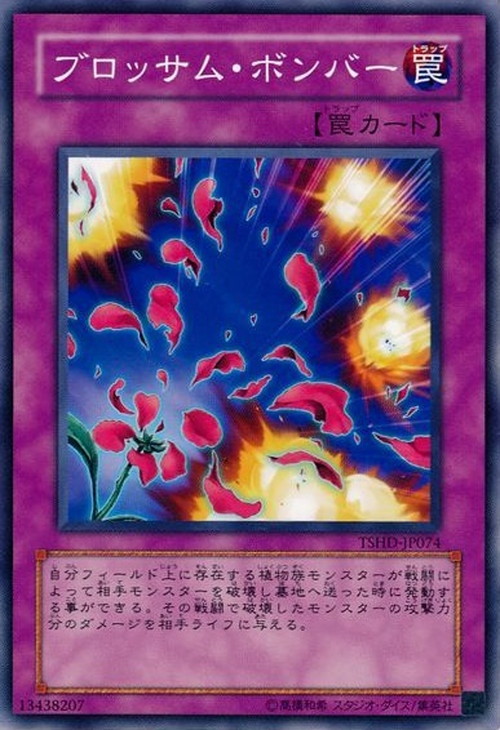 ブロッサム・ボンバー 罠
【罠カード】
TSHD-JP074
自分フィールド上に存在する植物族モンスターが戦闘に
よって相手モンスターを破壊し墓地へ送った時に発動す
る事ができる。その戦闘で破壊したモンスターの攻撃力
分のダメージを相手ライフに与える。
13438207 ©高橋和希 スタジオ・ダイス/集英社